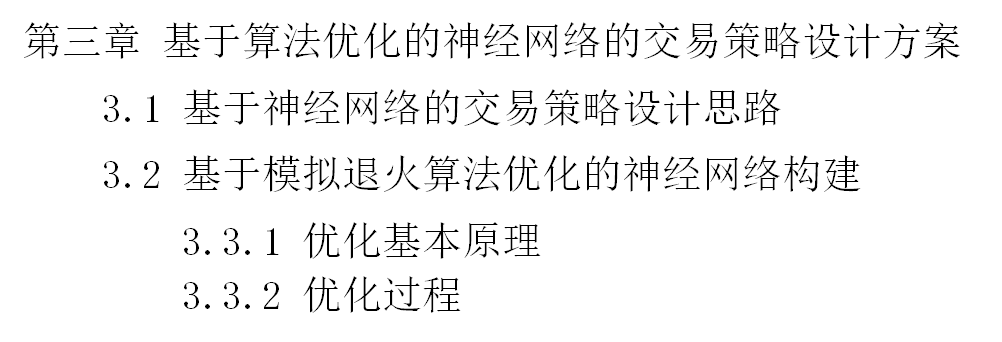 第三章 基于算法优化的神经网络的交易策略设计方案
3.1 基于神经网络的交易策略设计思路
3.2 基于模拟退火算法优化的神经网络构建
3.3.1 优化基本原理
3.3.2 优化过程